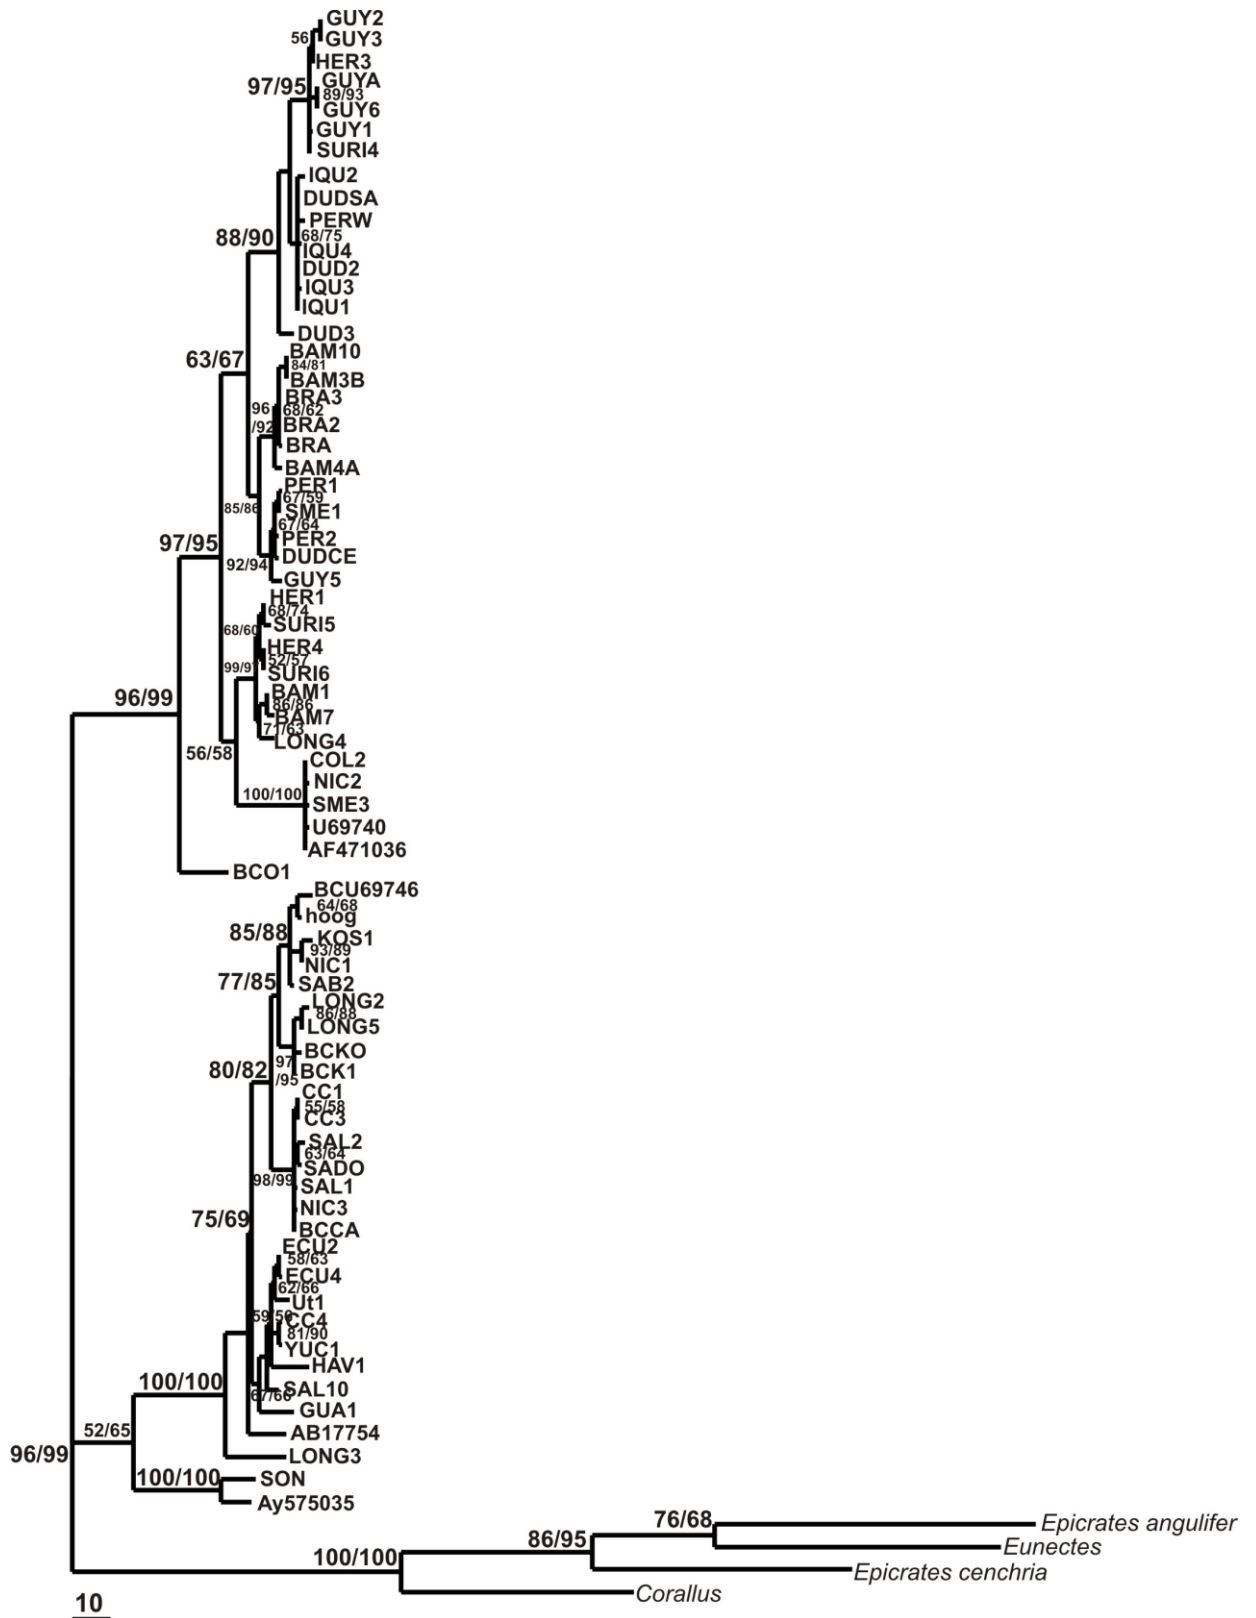 GUY2
56
GUY3
HER3
GUYA
97/95
89/93
GUY6
GUY1
SURI4
IQU2
DUDSA
PERW
68/75
88/90
IQU4
DUD2
IQU3
IQU1
DUD3
BAM10
63/67
84/81
BAM3B
BRA3
96
/92
68/62
BRA2
BRA
BAM4A
PER1
67/59
85/86
SME1
67/64
PER2
97/95
DUDCE
92/94
GUY5
HER1
68/74
SURI5
68/60
HER4
52/57
SURI6
BAM1
96/99
86/86
BAM7
71/63
LONG4
56/58
COL2
NIC2
100/100
SME3
U69740
AF471036
BCO1
BCU69746
64/68
hoog
85/88
KOS1
93/89
NIC1
77/85
SAB2
LONG2
86/88
LONG5
BCKO
97
/95
80/82
BCK1
CC1
55/58
CC3
SAL2
63/64
SADO
98/99
SAL1
NIC3
75/69
BCCA
ECU2
58/63
ECU4
62/66
Ut1
CC4
81/90
YUC1
HAV1
100/100
SAL10
67/66
GUA1
52/65
AB17754
96/99
LONG3
100/100
SON
Ay575035
76/68
Epicrates angulifer
86/95
Eunectes
100/100
Epicrates cenchria
Corallus
10